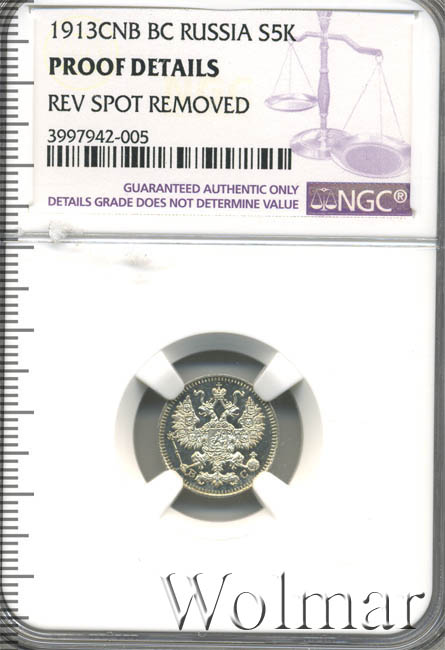 1913CNB BC RUSSIA S5K
PROOF DETAILS
REV SPOT REMOVED
3997942-005
GUARANTEED AUTHENTIC ONLY
DETAILS GRADE DOES NOT DETERMINE VALUE
NGC®
В С
Wolmar